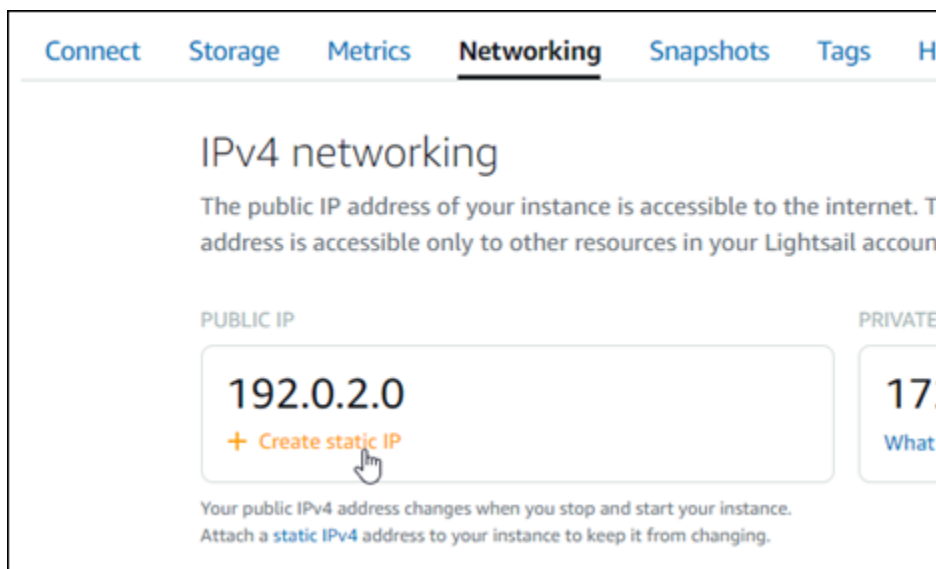 Connect Storage Metrics Networking Snapshots Tags
IPv4 networking
The public IP address of your instance is accessible to the internet.
address is accessible only to other resources in your Lightsail
PUBLIC IP PRIVATE
192.0.2.0
+ Create static IP What
Your public IPv4 address changes when you stop and start your instance.
Attach a static IPv4 address to your instance to keep it from changing.